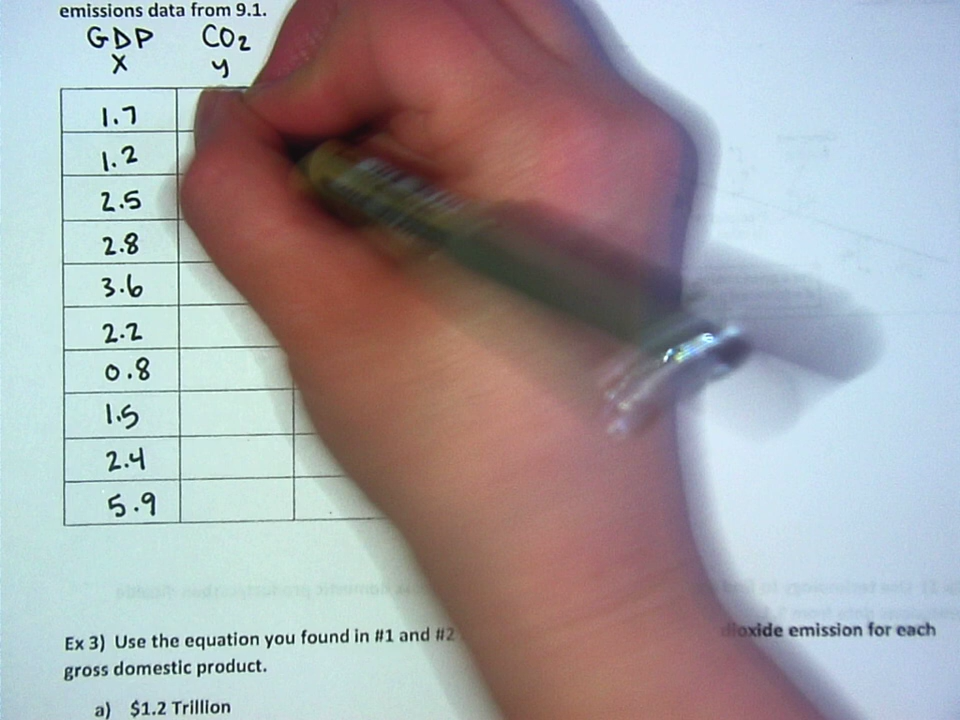 emissions data from 9.1.
GDP CO2
X y
1.7
1.2
2.5
2.8
3.6
2.2
0.8
1.5
2.4
5.9
Ex 3) Use the equation you found in #1 and #2 dioxide emission for each
gross domestic product.
a) $1.2 Trillion